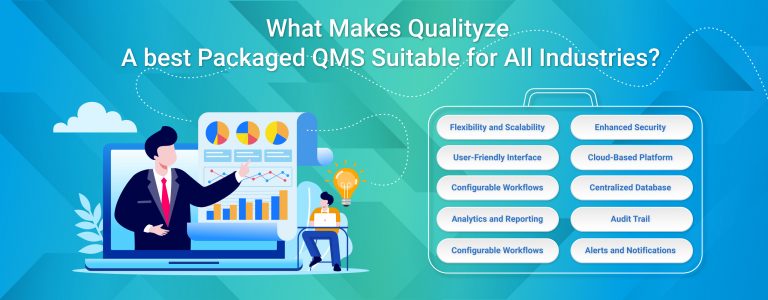 What Makes Qualityze
A best Packaged QMS Suitable for All Industries?
Flexibility and Scalability
Enhanced Security
User-Friendly Interface
Cloud-Based Platform
Configurable Workflows
Centralized Database
Analytics and Reporting
Audit Trail
Configurable Workflows
Alerts and Notifications